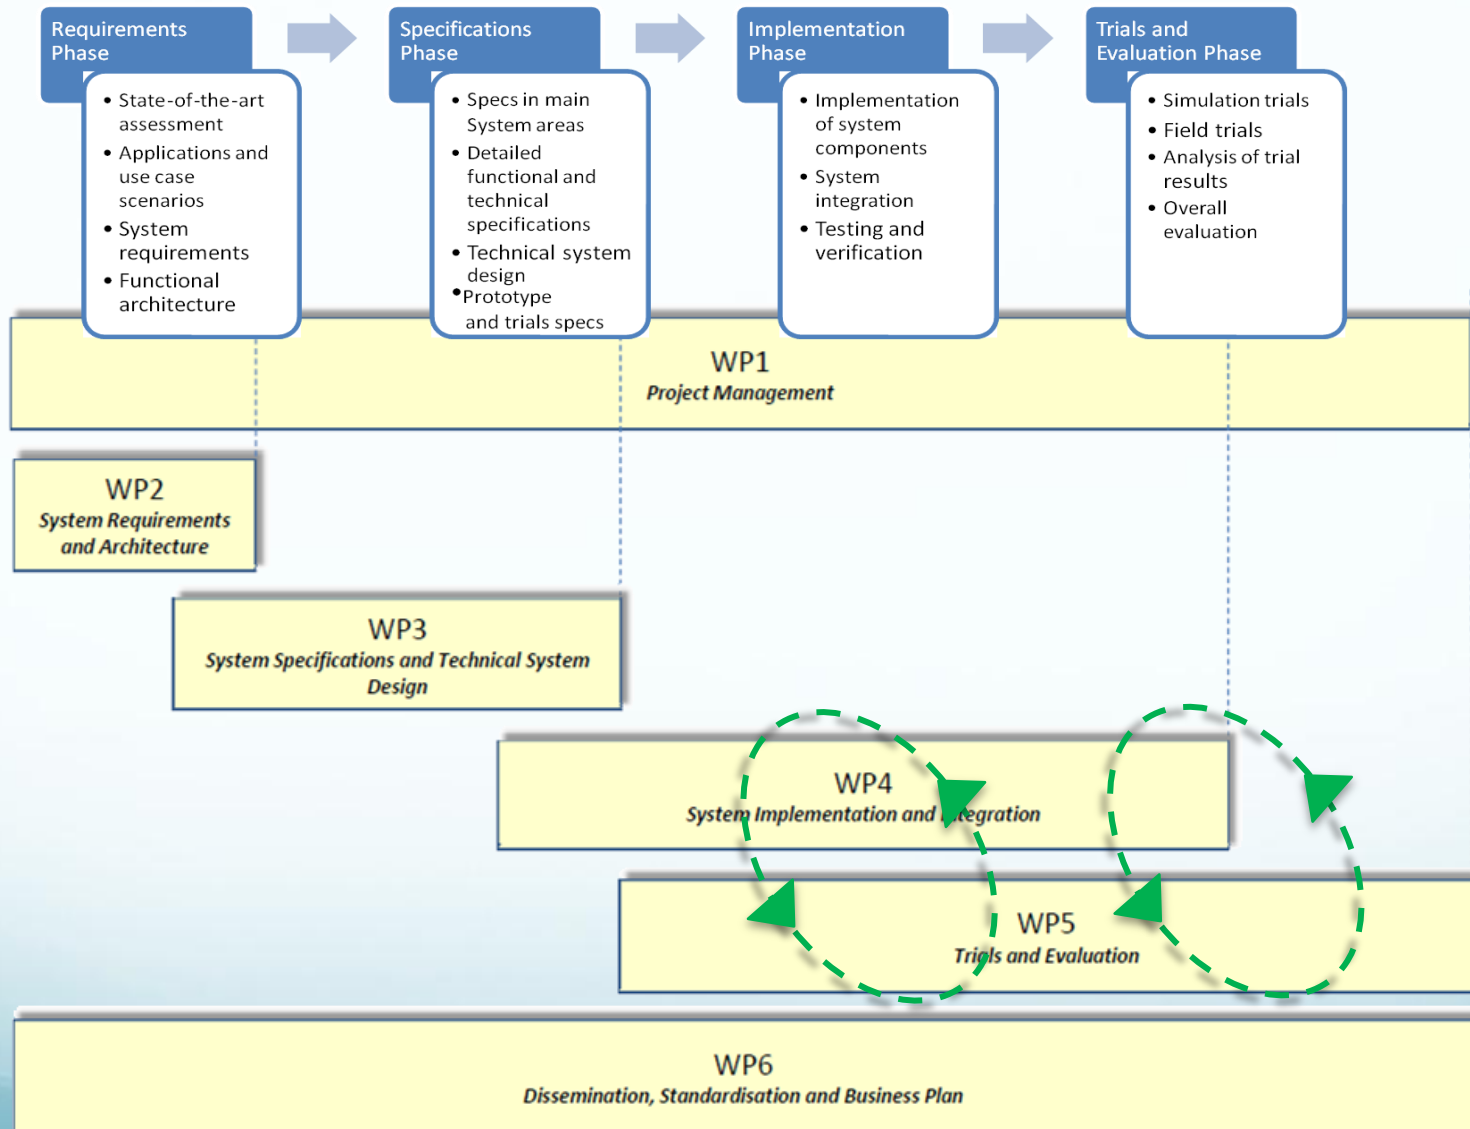 Requirements
Phase
• State-of-the-art
assessment
• Applications and
use case
scenarios
• System
requirements
• Functional
architecture
Specifications
Phase
• Specs in main
System areas
• Detailed
functional and
technical
specifications
• Technical system
design
• Prototype
and trials specs
Implementation
Phase
• Implementation
of system
components
• System
integration
• Testing and
verification
Trials and
Evaluation Phase
• Simulation trials
• Field trials
• Analysis of trial
results
• Overall
evaluation
WP1
Project Management
WP2
System Requirements
and Architecture
WP3
System Specifications and Technical System
Design
WP4
System Implementation and Integration
WP5
Trials and Evaluation
WP6
Dissemination, Standardisation and Business Plan